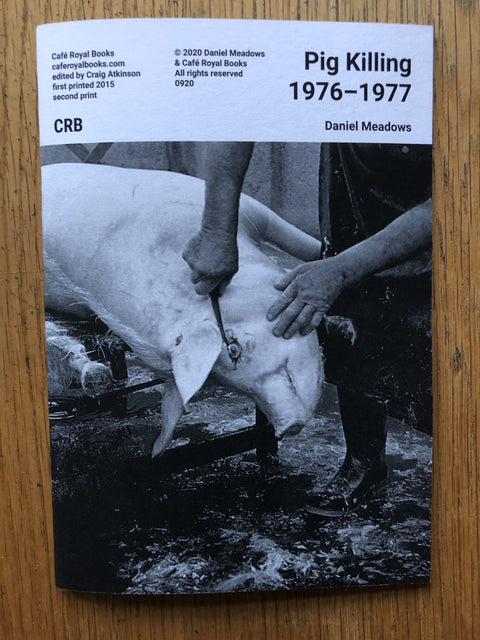 Café Royal Books
caferoyalbooks.com
edited by Craig Atkinson
first printed 2015
second print
© 2020 Daniel Meadows
& Café Royal Books
All rights reserved
0920
Pig Killing
1976–1977
CRB
Daniel Meadows